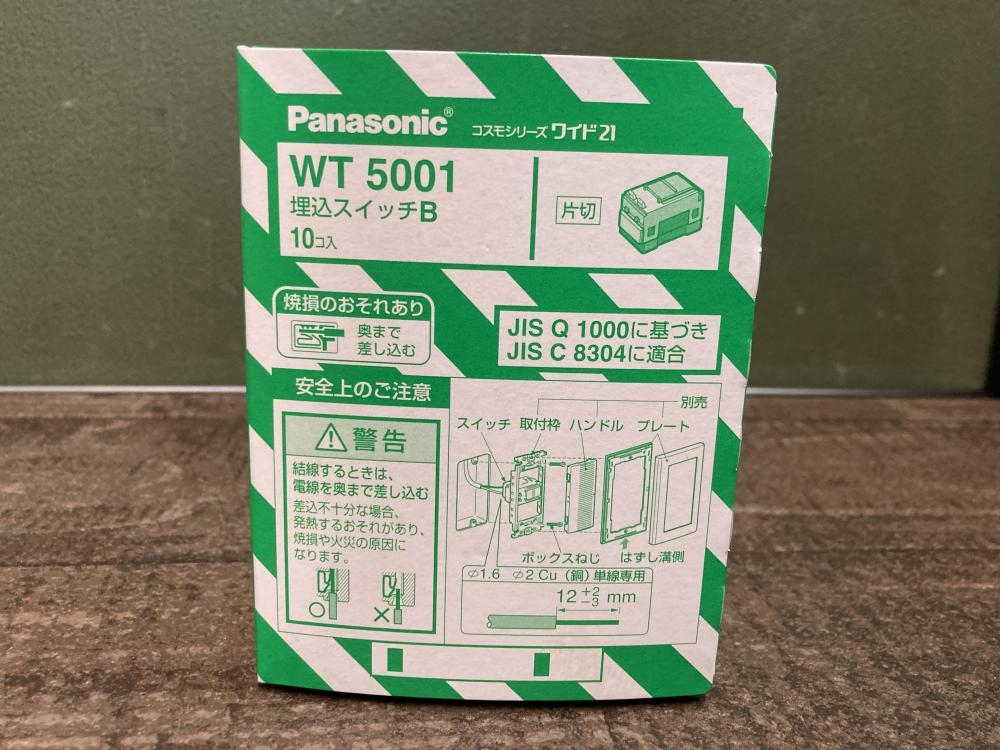 Panasonic® コスモシリーズ ワイド21
WT 5001
埋込スイッチB
10コ入
片切
焼損のおそれあり
奥まで
差し込む
JIS Q 1000に基づき
JIS C 8304に適合
安全上のご注意
警告
結線するときは、
電線を奥まで差し込む
差込不十分な場合、
発熱するおそれがあり、
焼損や火災の原因に
なります。
○ ×
別売
スイッチ 取付枠 ハンドル プレート
ボックスねじ はずし溝側
φ1.6 φ2 Cu (銅) 単線専用
12 +2 -3 mm